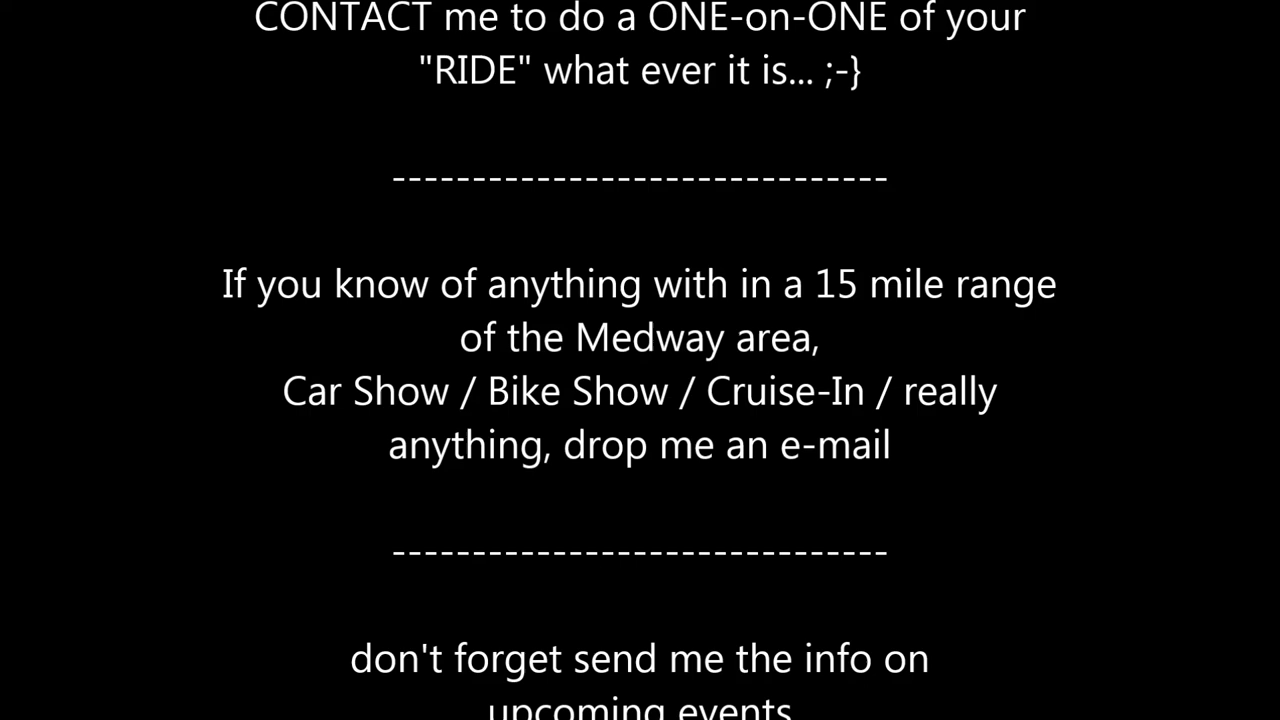 CONTACT me to do a ONE-on-ONE of your
"RIDE" what ever it is... ;-}
-------------------------------
If you know of anything with in a 15 mile range
of the Medway area,
Car Show / Bike Show / Cruise-In / really
anything, drop me an e-mail
-------------------------------
don't forget send me the info on
upcoming events